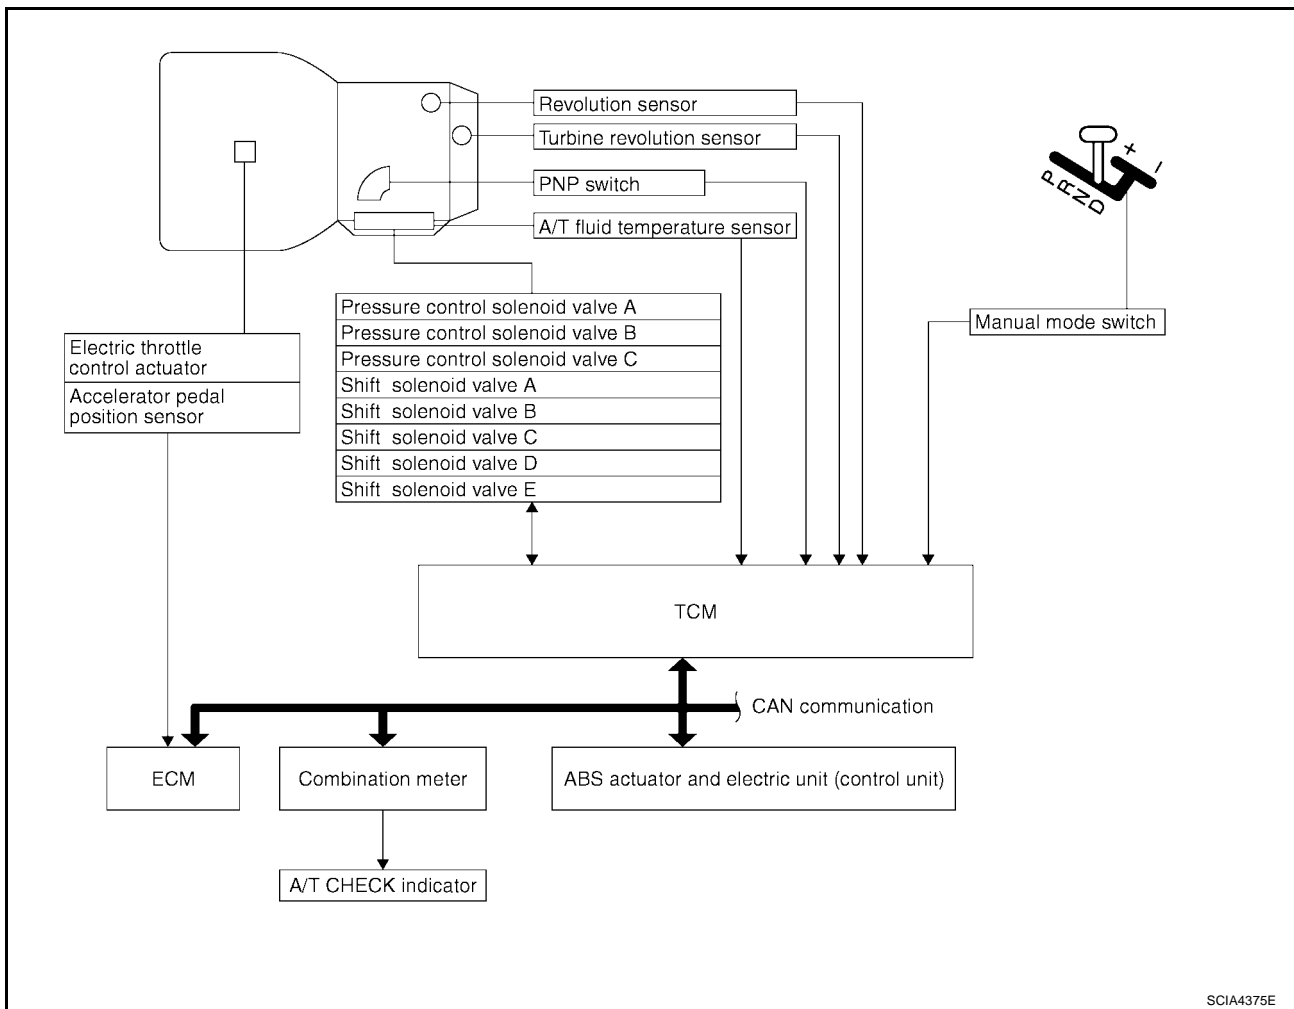 Revolution sensor
Turbine revolution sensor
PNP switch
A/T fluid temperature sensor
+
−
P R N D
Pressure control solenoid valve A
Pressure control solenoid valve B
Pressure control solenoid valve C
Shift solenoid valve A
Shift solenoid valve B
Shift solenoid valve C
Shift solenoid valve D
Shift solenoid valve E
Manual mode switch
Electric throttle
control actuator
Accelerator pedal
position sensor
TCM
CAN communication
ECM
Combination meter
ABS actuator and electric unit (control unit)
A/T CHECK indicator
SCIA4375E